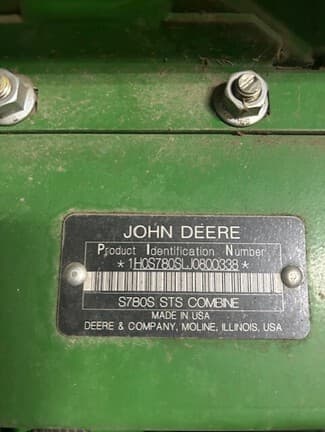 JOHN DEERE
Product Identification Number
*1H0S780SLJ0800338*
S780S STS COMBINE
MADE IN USA
DEERE & COMPANY, MOLINE, ILLINOIS, USA